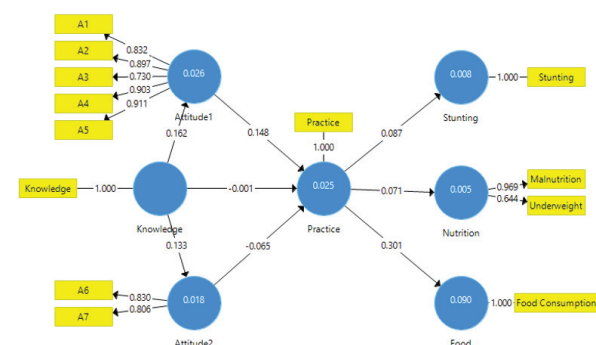 A1
A2
A3
A4
A5
0.832
0.897
0.730
0.903
0.911
0.026
Attitude1
0.162
0.148
Practice
1.000
0.008
1.000
Stunting
Stunting
0.087
Knowledge
1.000
Knowledge
-0.001
0.025
Practice
0.071
0.005
Nutrition
0.969
0.644
Malnutrition
Underweight
0.133
-0.065
0.301
A6
A7
0.830
0.806
0.018
Attitude2
0.090
1.000
Food Consumption
Food